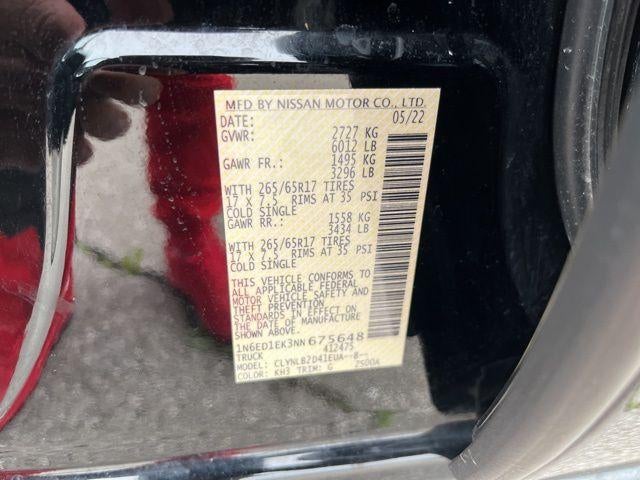 MFD BY NISSAN MOTOR CO., LTD.
DATE: 05/22
GVWR: 2727 KG
6012 LB
GAWR FR.: 1495 KG
3296 LB
WITH 265/65R17 TIRES
17 X 7.5 RIMS AT 35 PSI
COLD SINGLE
GAWR RR.: 1558 KG
3434 LB
WITH 265/65R17 TIRES
17 X 7.5 RIMS AT 35 PSI
COLD SINGLE
THIS VEHICLE CONFORMS TO
ALL APPLICABLE FEDERAL
MOTOR VEHICLE SAFETY AND
THEFT PREVENTION
STANDARDS IN EFFECT ON
THE DATE OF MANUFACTURE
SHOWN ABOVE.
1N6ED1EK3NN675648
TRUCK 412475
MODEL: CLYNLB2D41EUA--8--
COLOR: KH3 TRIM: G 2500A